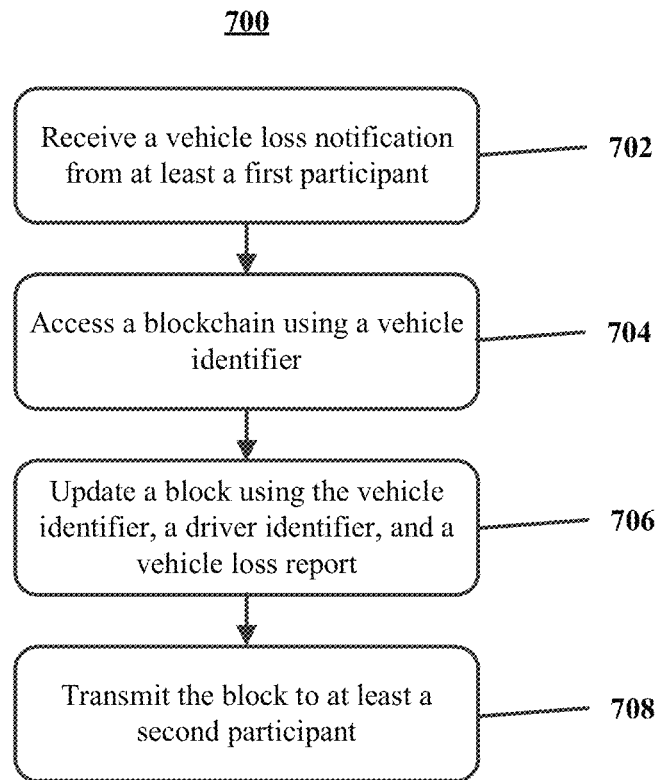 700
Receive a vehicle loss notification
from at least a first participant
702
Access a blockchain using a vehicle
identifier
704
Update a block using the vehicle
identifier, a driver identifier, and a
vehicle loss report
706
Transmit the block to at least a
second participant
708